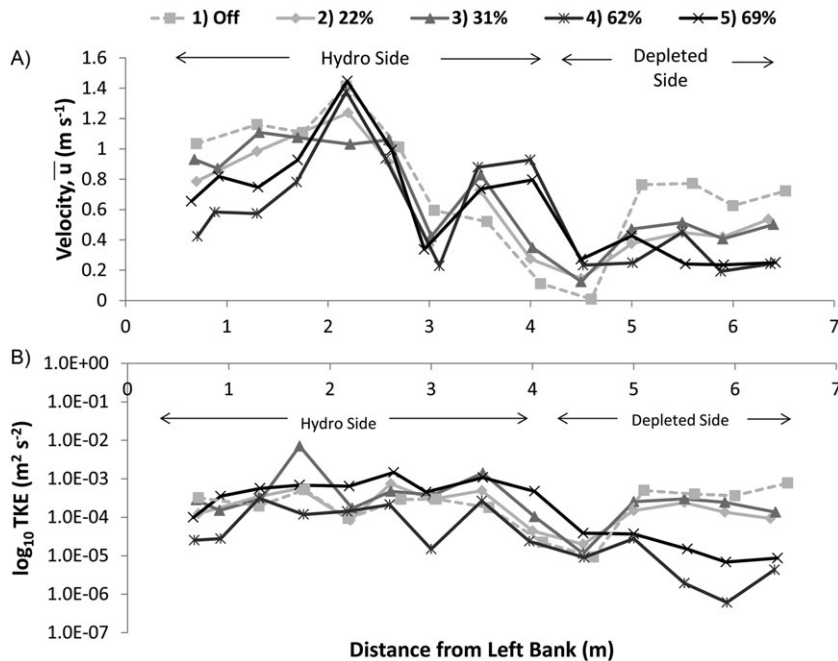 1) Off 2) 22% 3) 31% 4) 62% 5) 69%
A)
Hydro Side
Depleted
Side
Velocity, u̅ (m s⁻¹)
1.6
1.4
1.2
1
0.8
0.6
0.4
0.2
0
0 1 2 3 4 5 6 7
B)
log₁₀ TKE (m² s⁻²)
1.0E+00
0 1 2 3 4 5 6 7
1.0E-01
Hydro Side Depleted Side
1.0E-02
1.0E-03
1.0E-04
1.0E-05
1.0E-06
1.0E-07
Distance from Left Bank (m)